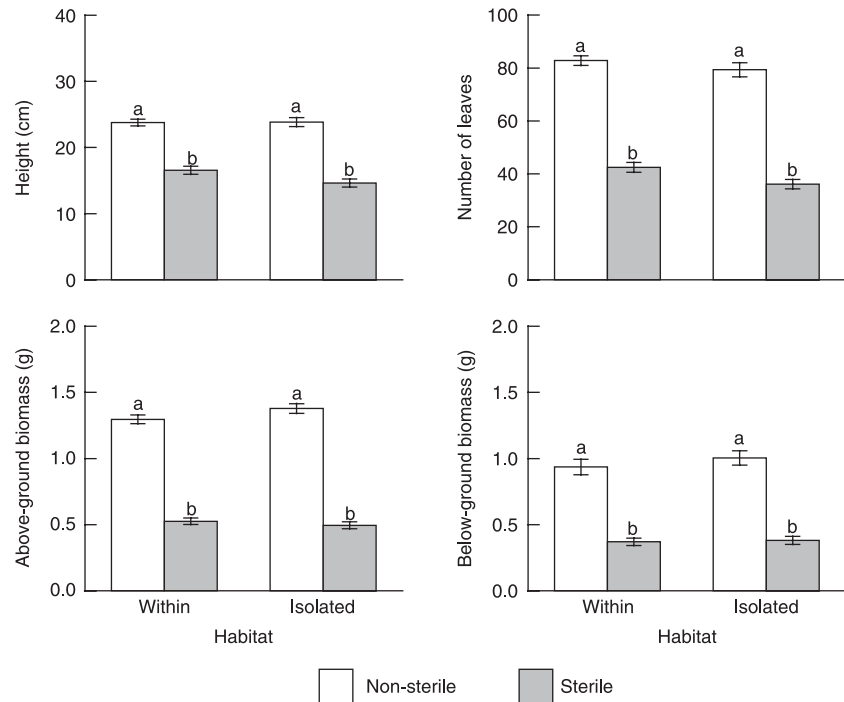 Height (cm)
40
30
20
10
0
a
b
a
b
Number of leaves
100
80
60
40
20
0
a
b
a
b
Above-ground biomass (g)
2.0
1.5
1.0
0.5
0.0
a
b
a
b
Within
Isolated
Habitat
Below-ground biomass (g)
2.0
1.5
1.0
0.5
0.0
a
b
a
b
Within
Isolated
Habitat
Non-sterile
Sterile